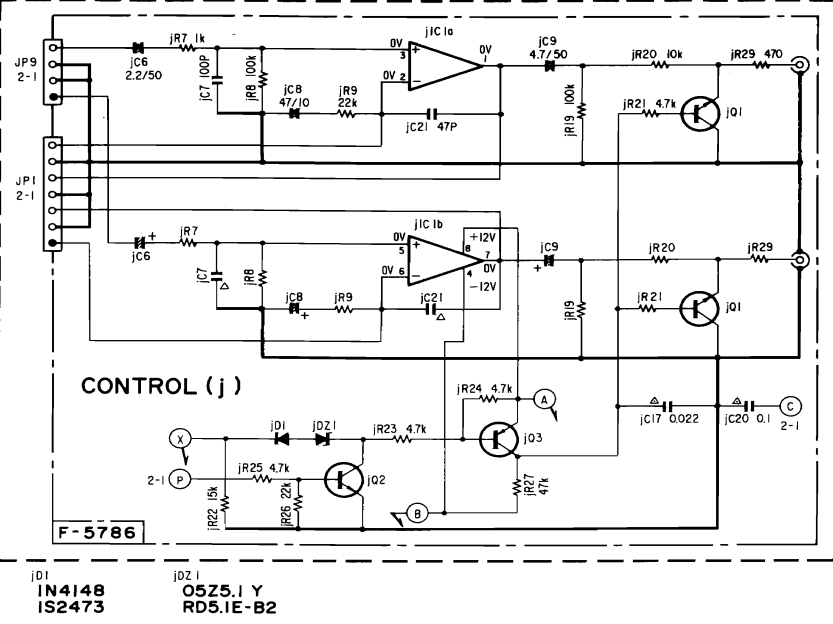 jIC1a
jR7 1k
0V
3
+
0V
2
−
0V
1
jC9
4.7/50
jR20 10k
jR29 470
JP9
2-1
jC6
2.2/50
jC7 100P
jR8 100k
jC8
47/10
jR9
22k
jC21 47P
jR19 100k
jR21 4.7k
jQ1
JP1
2-1
jIC1b
jR7
jC6
+
0V
5
+
0V
6
−
8
+12V
7
0V
4
−12V
jC9
+
jR20
jR29
jC7
jR8
jC8
+
jR9
jC21
jR19
jR21
jQ1
CONTROL (j)
jR24 4.7k
A
jC17 0.022
jC20 0.1
C
2-1
X
jD1
jDZ1
jR23 4.7k
jQ3
2-1
P
jR25 4.7k
jQ2
jR22 15k
jR26 22k
jR27
47k
B
F-5786
jD1
1N4148
1S2473
jDZ1
05Z5.1 Y
RD5.1E-B2